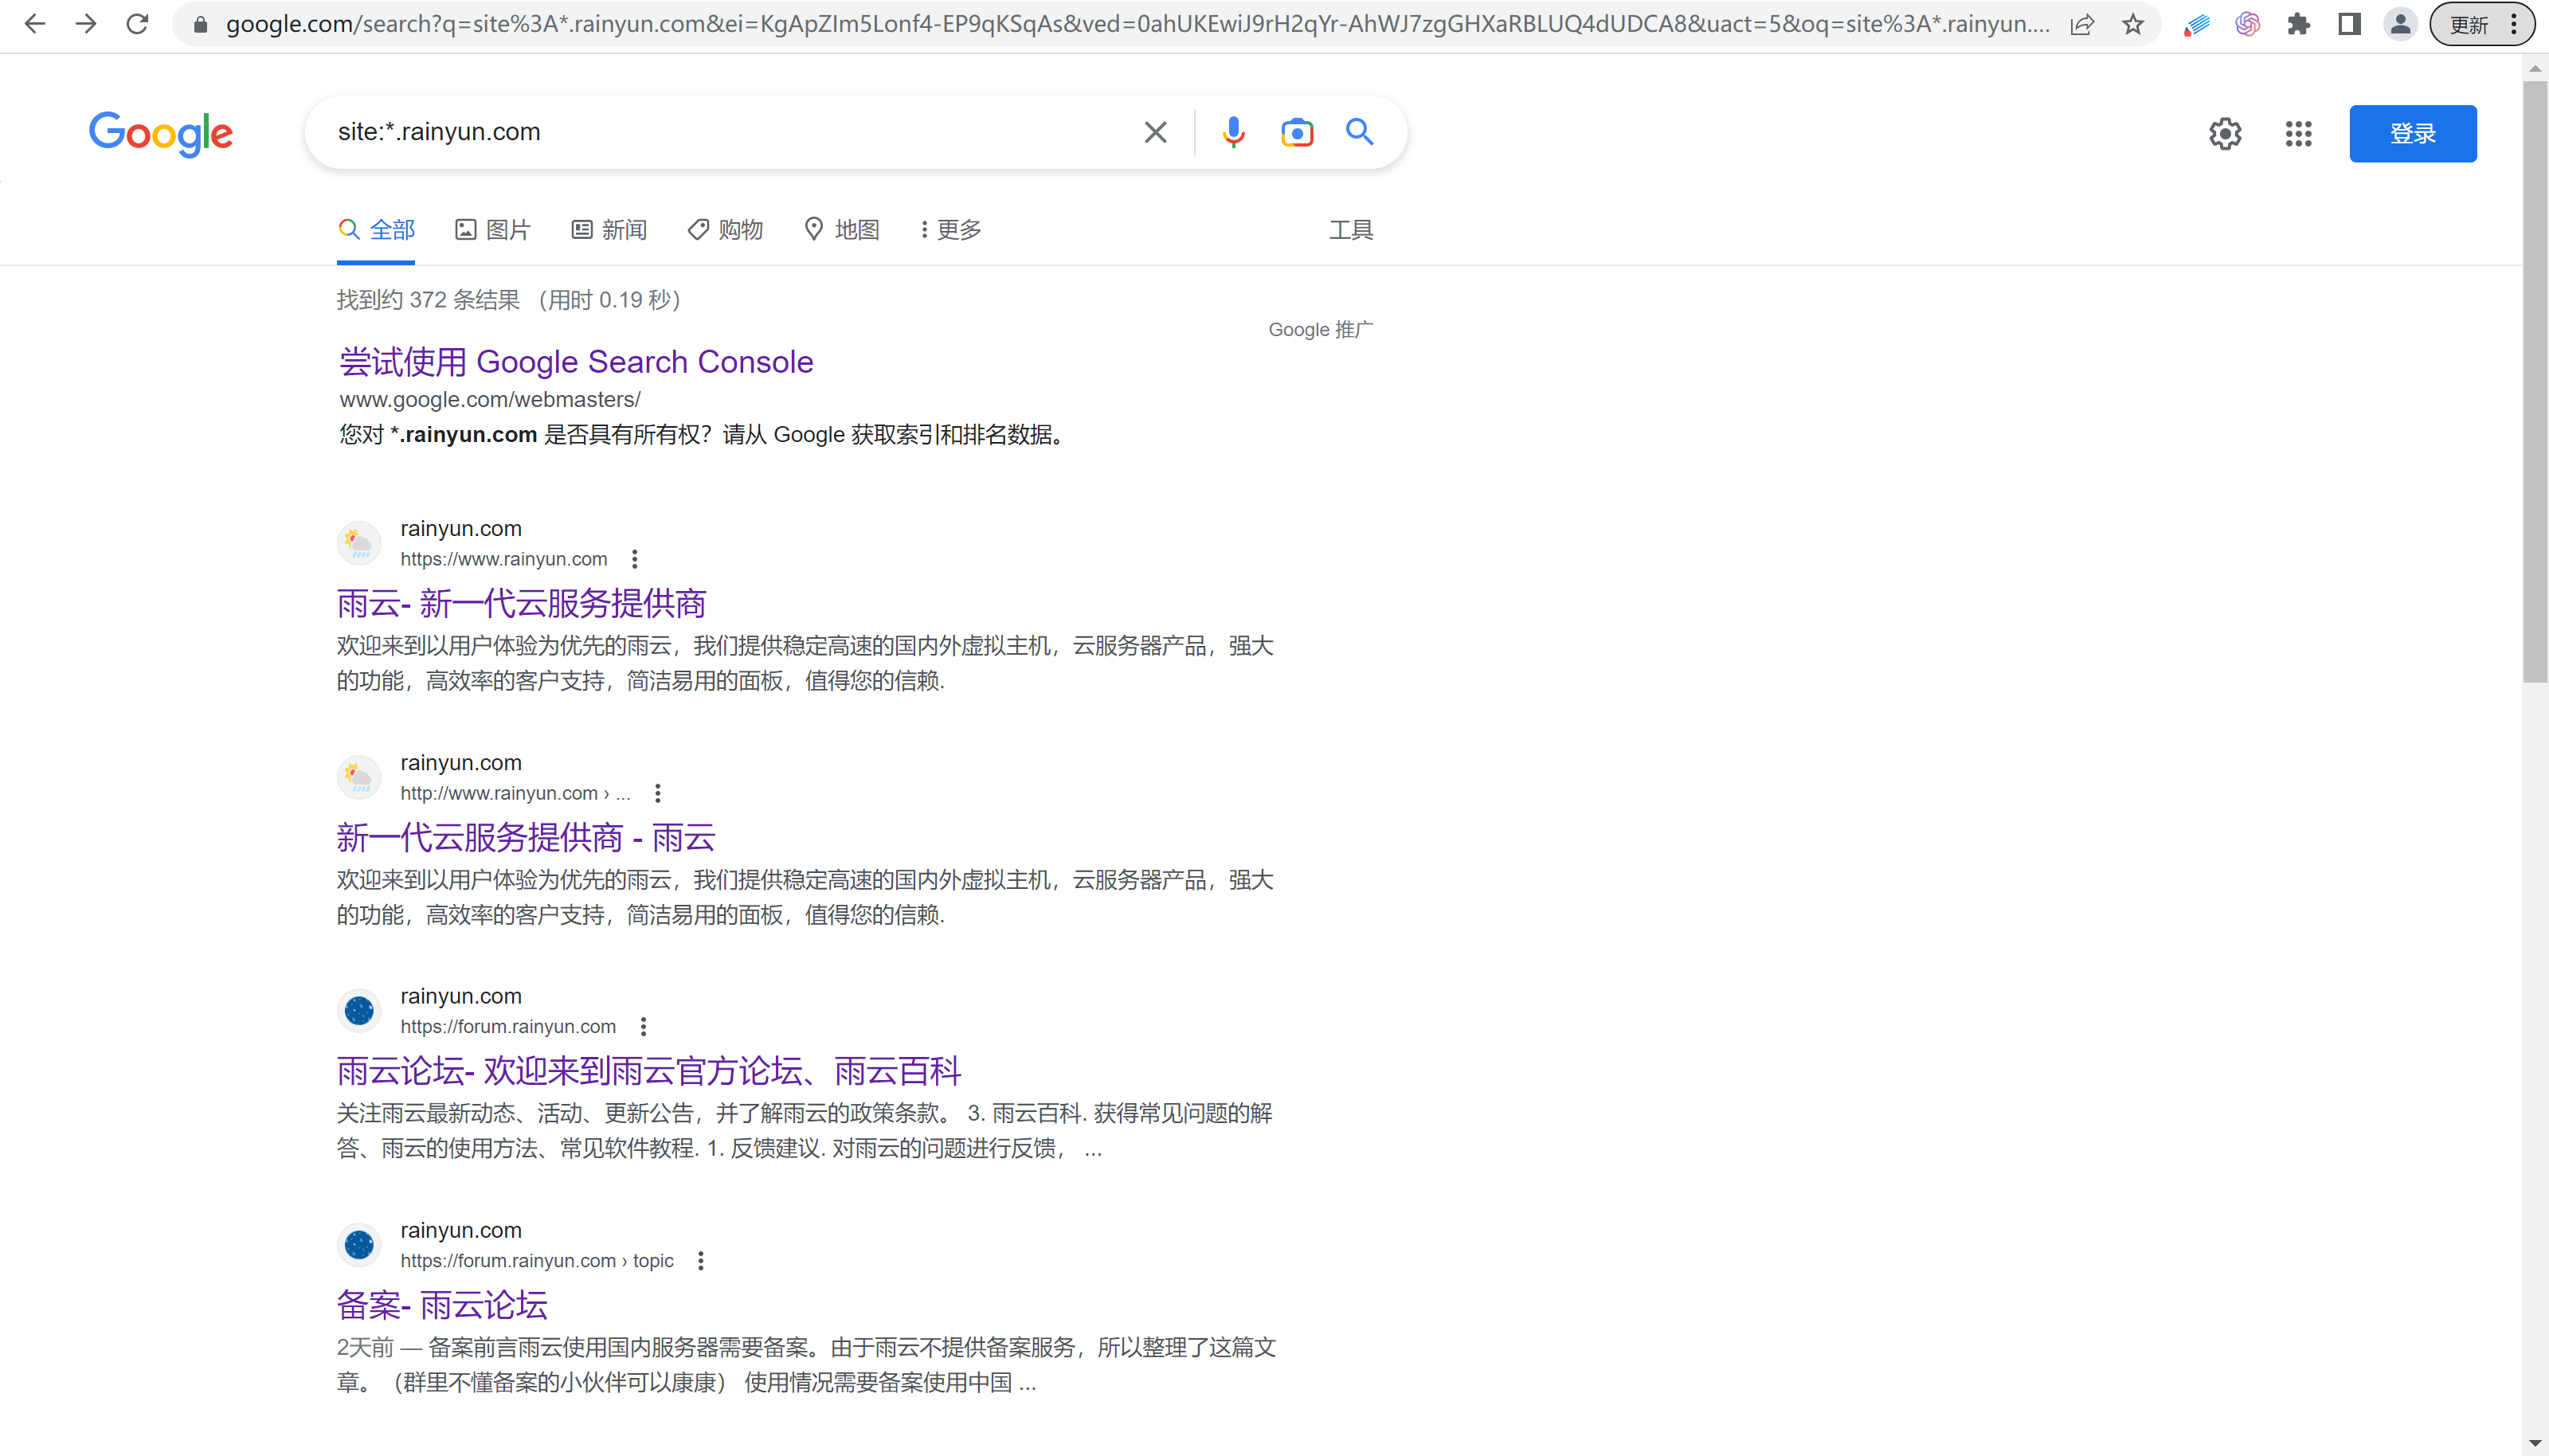 google.com/search?q=site%3A*.rainyun.com&ei=KgApZIm5Lonf4-EP9qKSqAs&ved=0ahUKEwiJ9rH2qYr-AhWJ7zgGHXaRBLUQ4dUDCA8&uact=5&oq=site%3A*.rainyun....
更新
Google
site:*.rainyun.com
登录
全部
图片
新闻
购物
地图
更多
工具
找到约 372 条结果 （用时 0.19 秒）
Google 推广
尝试使用 Google Search Console
www.google.com/webmasters/
您对 *.rainyun.com 是否具有所有权？请从 Google 获取索引和排名数据。
rainyun.com
https://www.rainyun.com
雨云- 新一代云服务提供商
欢迎来到以用户体验为优先的雨云，我们提供稳定高速的国内外虚拟主机，云服务器产品，强大
的功能，高效率的客户支持，简洁易用的面板，值得您的信赖.
rainyun.com
http://www.rainyun.com › ...
新一代云服务提供商 - 雨云
欢迎来到以用户体验为优先的雨云，我们提供稳定高速的国内外虚拟主机，云服务器产品，强大
的功能，高效率的客户支持，简洁易用的面板，值得您的信赖.
rainyun.com
https://forum.rainyun.com
雨云论坛- 欢迎来到雨云官方论坛、雨云百科
关注雨云最新动态、活动、更新公告，并了解雨云的政策条款。 3. 雨云百科. 获得常见问题的解
答、雨云的使用方法、常见软件教程. 1. 反馈建议. 对雨云的问题进行反馈， ...
rainyun.com
https://forum.rainyun.com › topic
备案- 雨云论坛
2天前 — 备案前言雨云使用国内服务器需要备案。由于雨云不提供备案服务，所以整理了这篇文
章。（群里不懂备案的小伙伴可以康康） 使用情况需要备案使用中国 ...